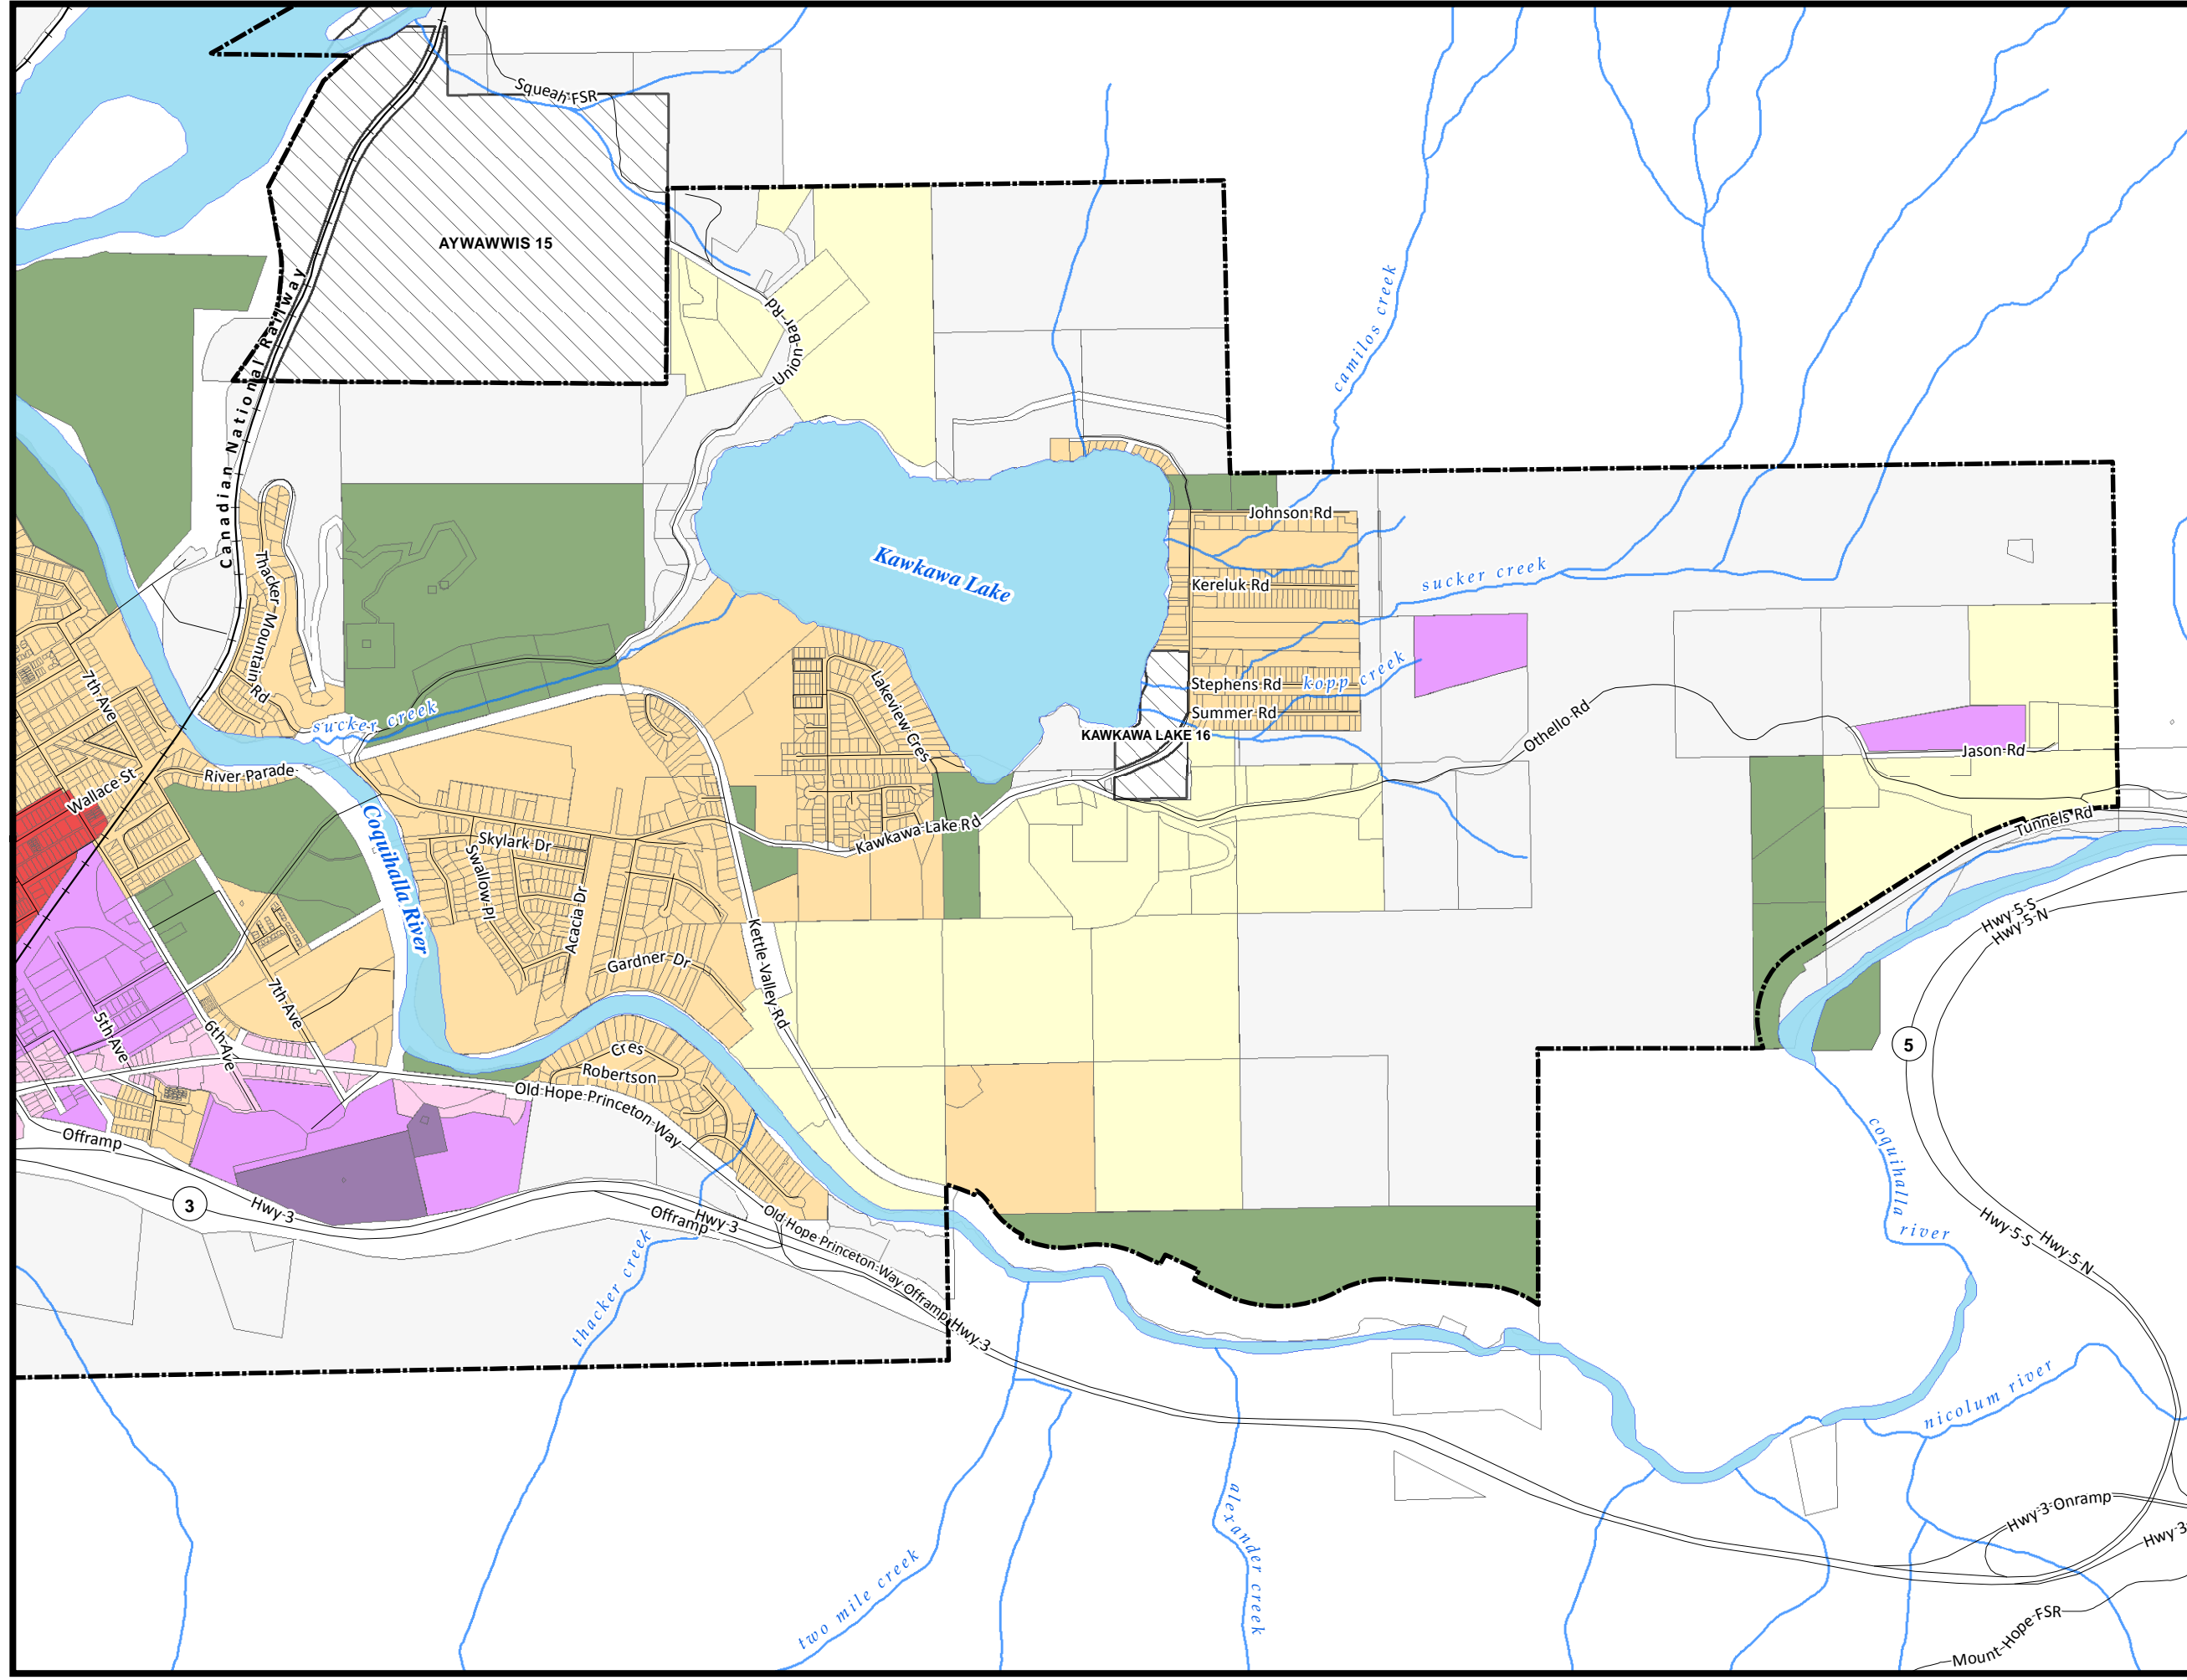 Squeah FSR
AYWAWWIS 15
Canadian National Railway
Union Bar Rd
camilos creek
Johnson Rd
Kawkawa Lake
Kereluk Rd
sucker creek
Thacker Mountain Rd
7th Ave
Lakeview Cres
Stephens Rd
kopp creek
Summer Rd
KAWKAWA LAKE 16
Othello Rd
Jason Rd
sucker creek
River Parade
Wallace St
Coquihalla River
Skylark Dr
Swallow Pl
Acacia Dr
Kawkawa Lake Rd
Tunnels Rd
Hwy 5 S
Hwy 5 N
Gardner Dr
Kettle Valley Rd
7th Ave
6th Ave
5th Ave
5
Cres
Robertson
Old Hope Princeton Way
Offramp
3
Hwy 3
Offramp
Hwy 3
Old Hope Princeton Way Offramp
Hwy 3
coquihalla
river
Hwy 5 S
Hwy 5 N
thacker creek
nicolum river
alexander creek
two mile creek
Hwy 3 Onramp
Hwy 3
Mount Hope FSR